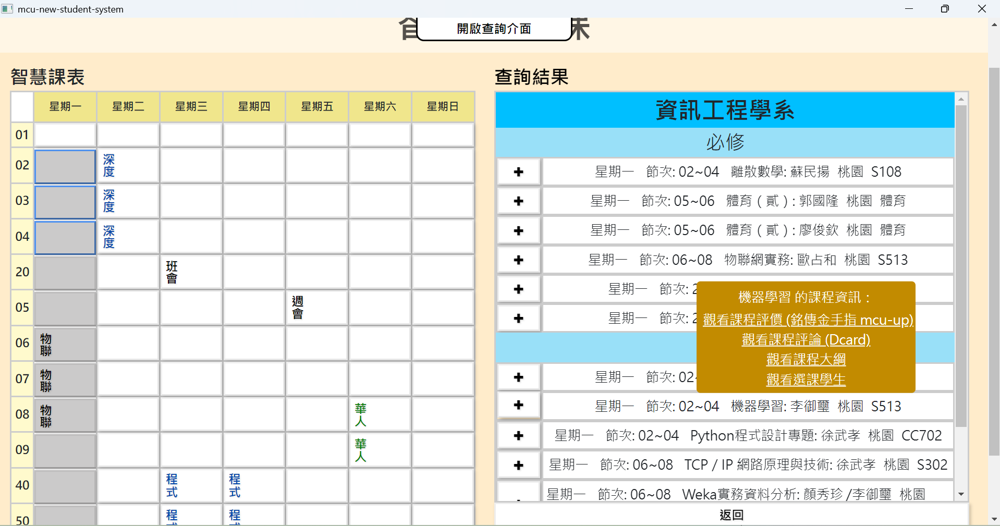 mcu-new-student-system
開啟查詢介面
智慧課表
星期一 星期二 星期三 星期四 星期五 星期六 星期日
01
02 深度
03 深度
04 深度
20 班會
05 週會
06 物聯
07 物聯
08 物聯 華人
09 華人
40 程式 程式
50 程式 程式
查詢結果
資訊工程學系
必修
+ 星期一 節次: 02~04 離散數學: 蘇民揚 桃園 S108
+ 星期一 節次: 05~06 體育 ( 貳 ) : 郭國隆 桃園 體育
+ 星期一 節次: 05~06 體育 ( 貳 ) : 廖俊欽 桃園 體育
+ 星期一 節次: 06~08 物聯網實務: 歐占和 桃園 S513
+ 星期一 節次: 2
+ 星期一 節次: 2
機器學習 的課程資訊：
觀看課程評價 (銘傳金手指 mcu-up)
觀看課程評論 (Dcard)
觀看課程大綱
觀看選課學生
+ 星期一 節次: 02
+ 星期一 節次: 02~04 機器學習: 李御璽 桃園 S513
+ 星期一 節次: 02~04 Python程式設計專題: 徐武孝 桃園 CC702
+ 星期一 節次: 06~08 TCP / IP 網路原理與技術: 徐武孝 桃園 S302
星期一 節次: 06~08 Weka實務資料分析: 顏秀珍 /李御璽 桃園
返回